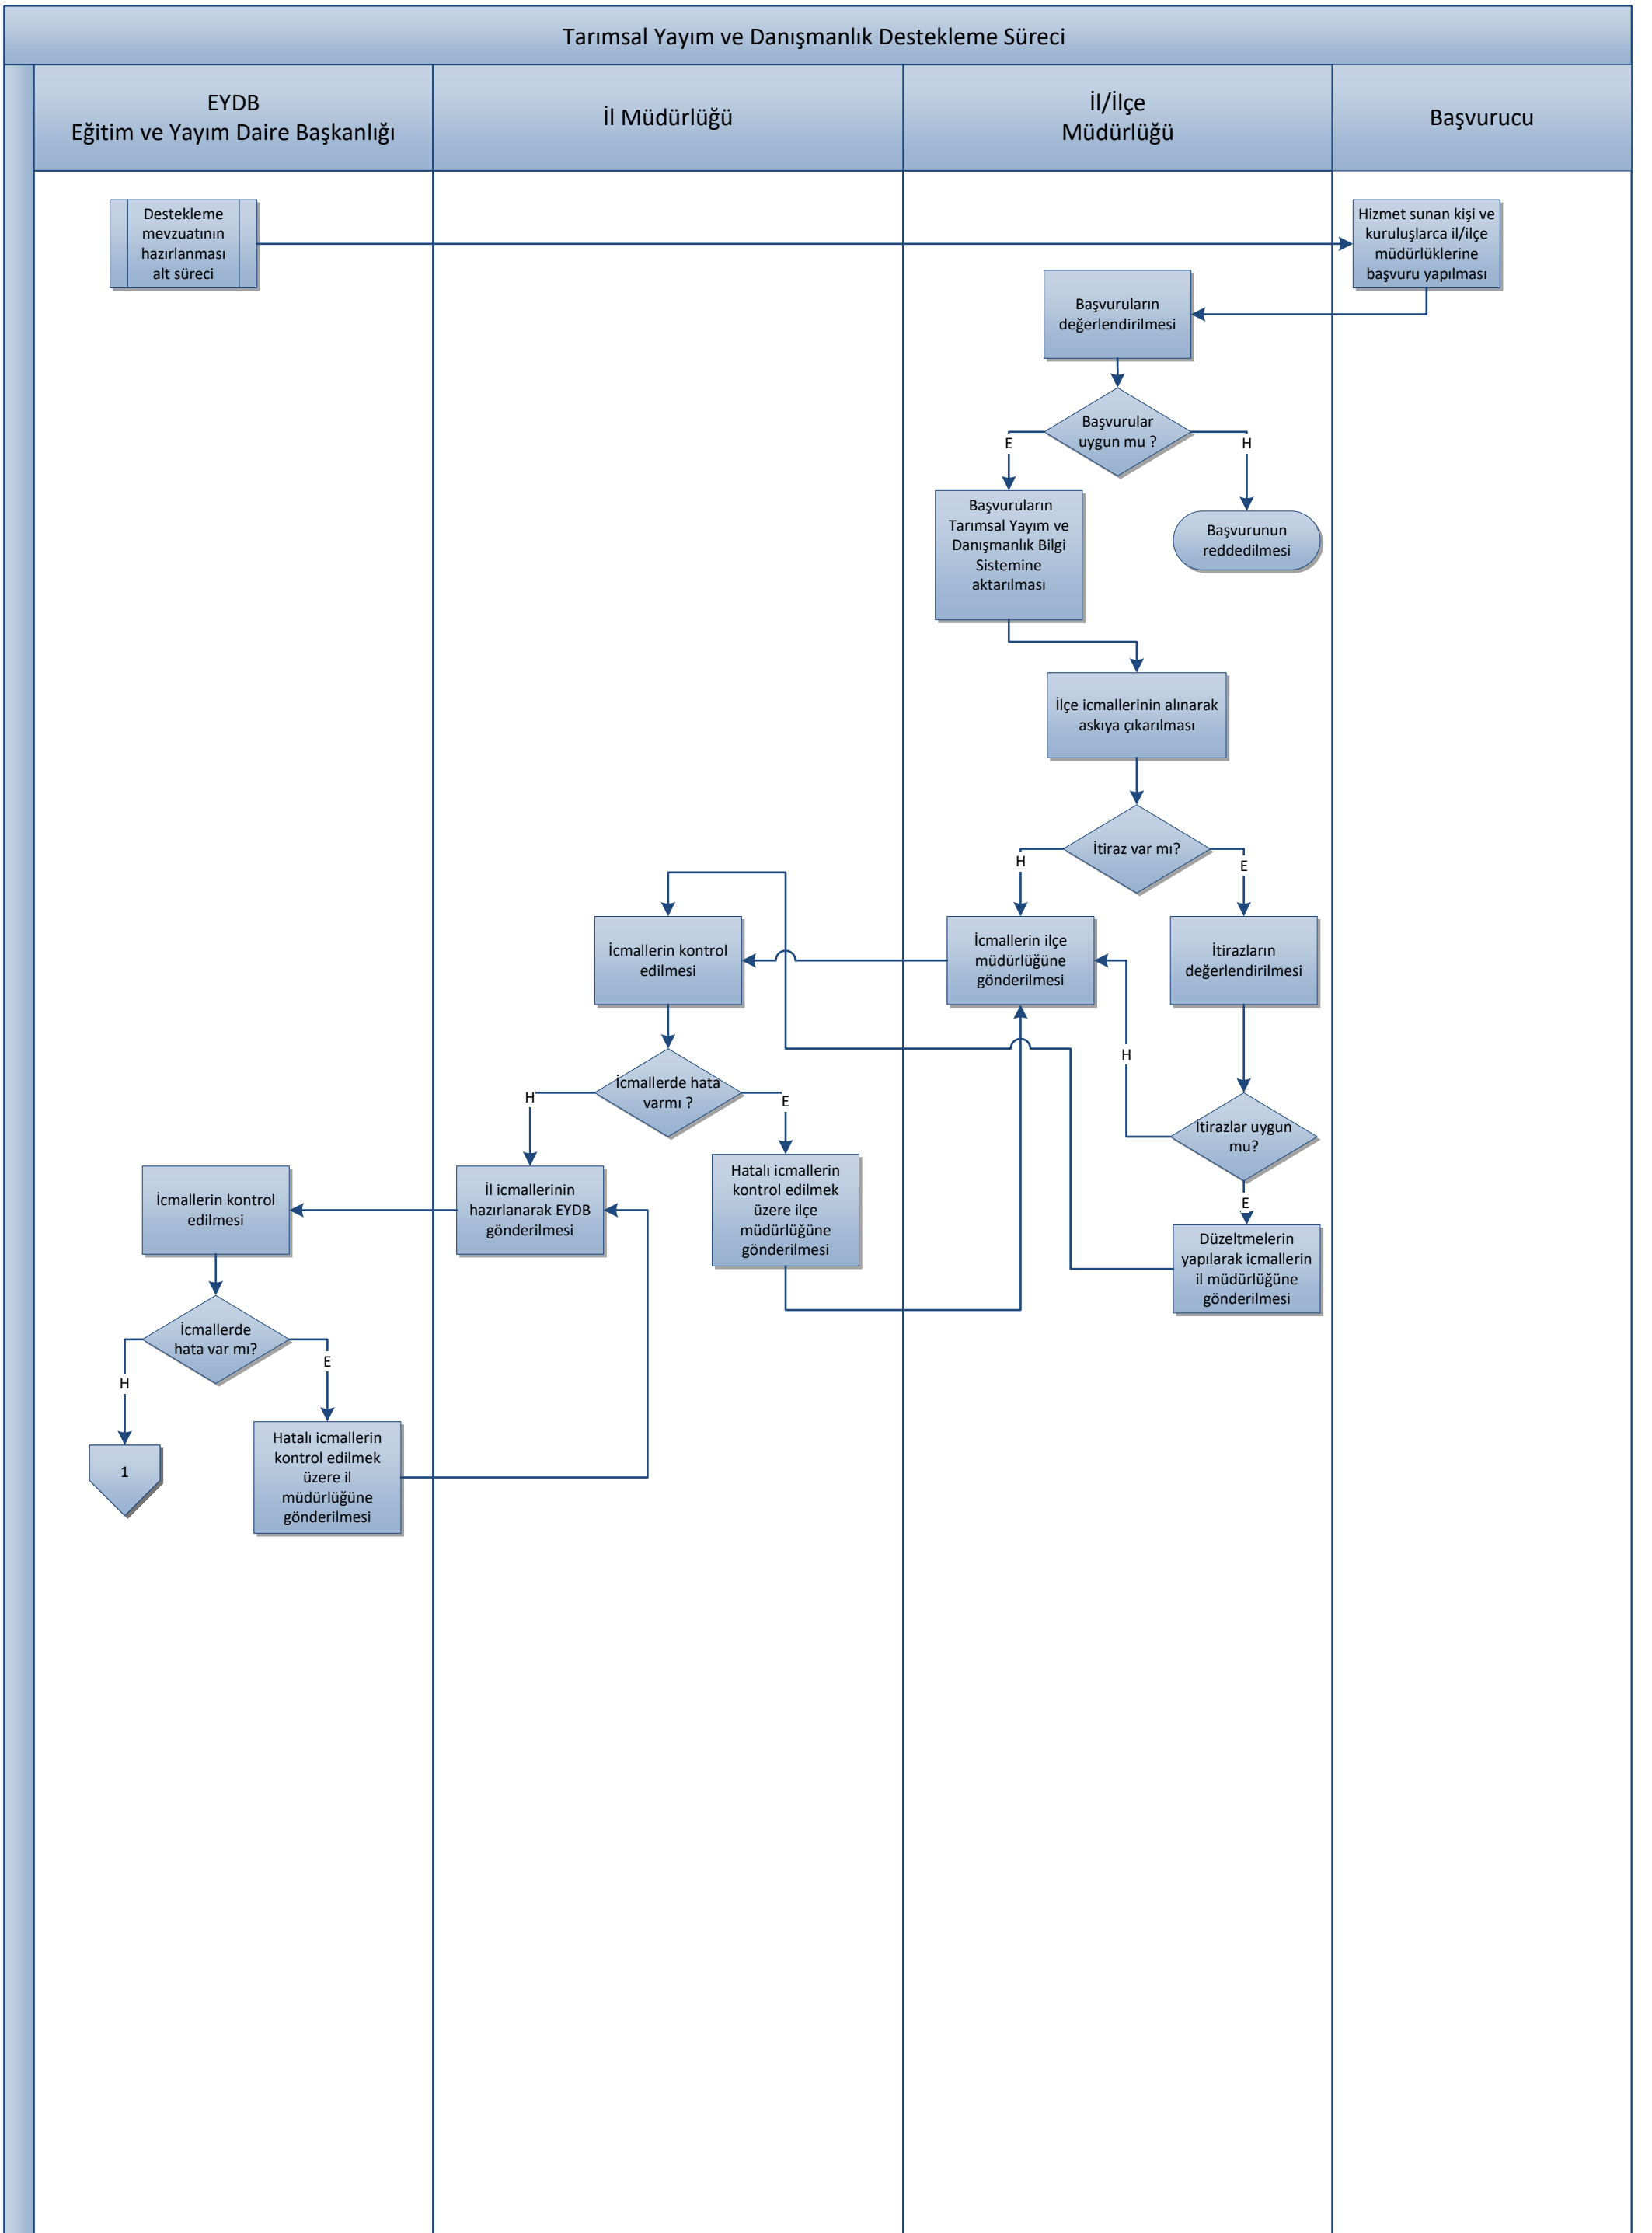 Tarımsal Yayım ve Danışmanlık Destekleme Süreci
EYDB
Eğitim ve Yayım Daire Başkanlığı
İl Müdürlüğü
İl/İlçe
Müdürlüğü
Başvurucu
Destekleme
mevzuatının
hazırlanması
alt süreci
Hizmet sunan kişi ve
kuruluşlarca il/ilçe
müdürlüklerine
başvuru yapılması
Başvuruların
değerlendirilmesi
Başvurular
uygun mu ?
E
H
Başvuruların
Tarımsal Yayım ve
Danışmanlık Bilgi
Sistemine
aktarılması
Başvurunun
reddedilmesi
İlçe icmallerinin alınarak
askıya çıkarılması
İtiraz var mı?
H
E
İcmallerin kontrol
edilmesi
İcmallerin ilçe
müdürlüğüne
gönderilmesi
İtirazların
değerlendirilmesi
H
İcmallerde hata
varmı ?
H
E
İtirazlar uygun
mu?
E
İcmallerin kontrol
edilmesi
İl icmallerinin
hazırlanarak EYDB
gönderilmesi
Hatalı icmallerin
kontrol edilmek
üzere ilçe
müdürlüğüne
gönderilmesi
Düzeltmelerin
yapılarak icmallerin
il müdürlüğüne
gönderilmesi
İcmallerde
hata var mı?
E
H
1
Hatalı icmallerin
kontrol edilmek
üzere il
müdürlüğüne
gönderilmesi